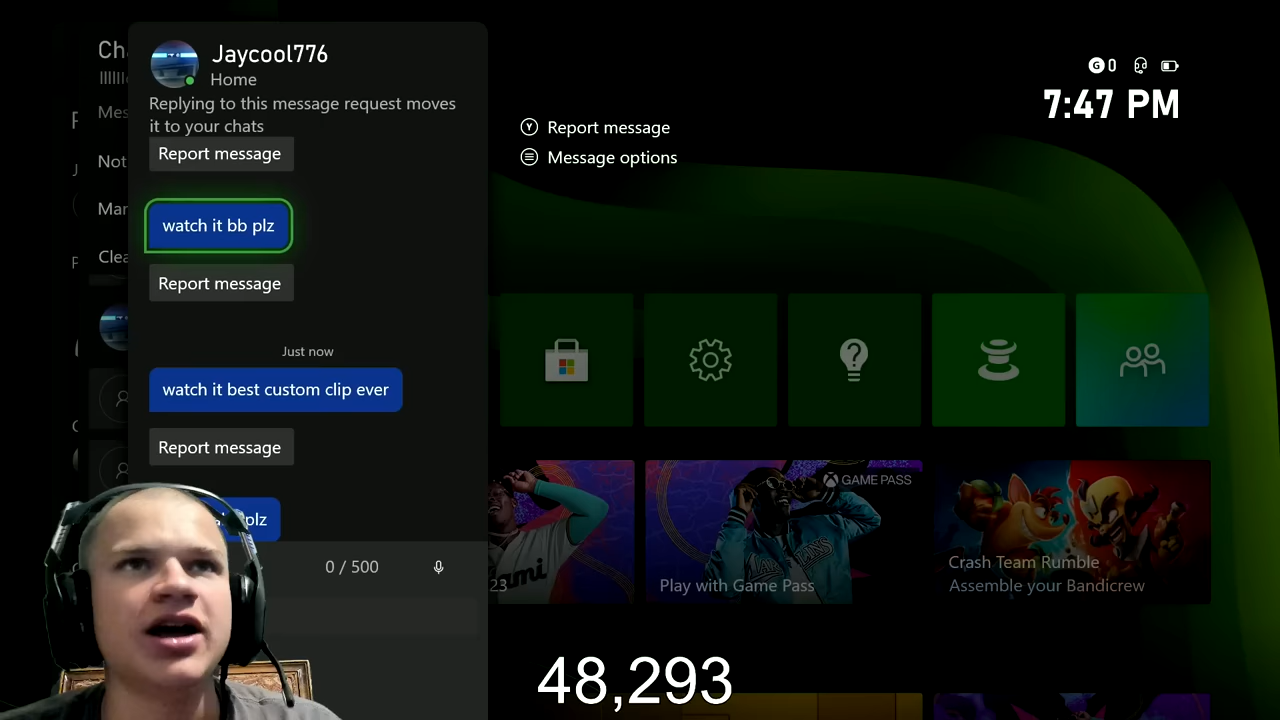 Jaycool776
Home
Replying to this message request moves
it to your chats
Report message
watch it bb plz
Report message
Just now
watch it best custom clip ever
Report message
plz
0 / 500
Y Report message
Message options
G 0
7:47 PM
GAME PASS
23
Play with Game Pass
Crash Team Rumble
Assemble your Bandicrew
48,293